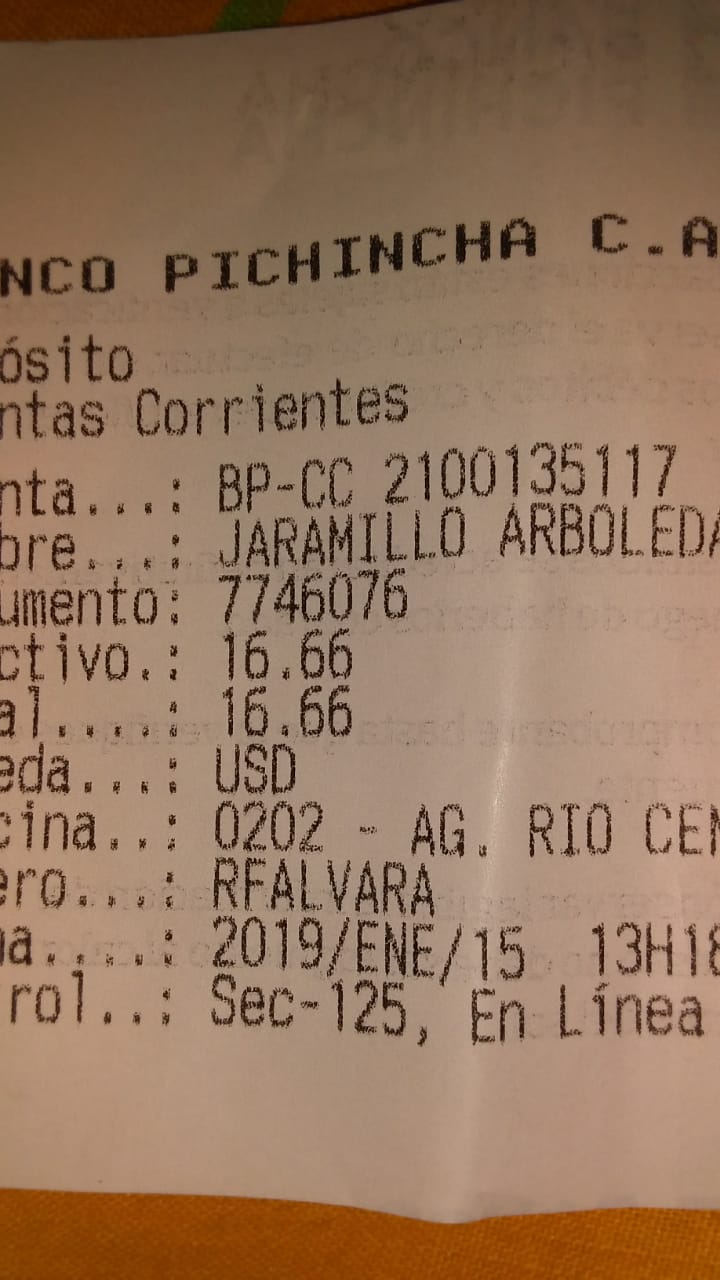 NCO PICHINCHA C.A
ósito
ntas Corrientes
nta...: BP-CC 2100135117
bre...: JARAMILLO ARBOLEDA
umento: 7746076
ctivo.: 16.66
al....: 16.66
eda...: USD
cina..: 0202 - AG. RIO CEN
ero...: RFALVARA
a....: 2019/ENE/15 13H18
rol..: Sec-125, En Línea